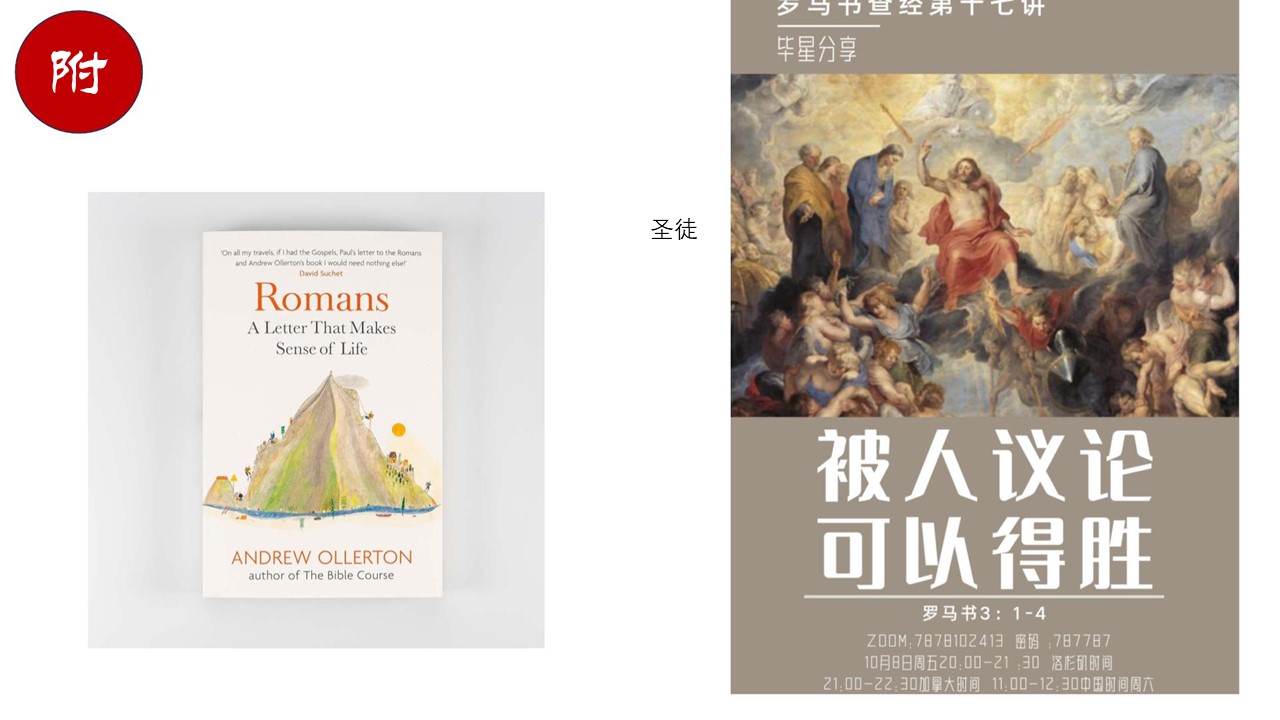 附
'On all my travels, if I had the Gospels, Paul's letter to the Romans
and Andrew Ollerton's book I would need nothing else!'
David Suchet
Romans
A Letter That Makes
Sense of Life
ANDREW OLLERTON
author of The Bible Course
圣徒
罗马书查经第十七讲
毕星分享
被人议论
可以得胜
罗马书3：1-4
ZOOM:7878102413 密码 :787787
10月8日周五20:00-21 :30 洛杉矶时间
21:00-22:30加拿大时间 11:00-12:30中国时间周六